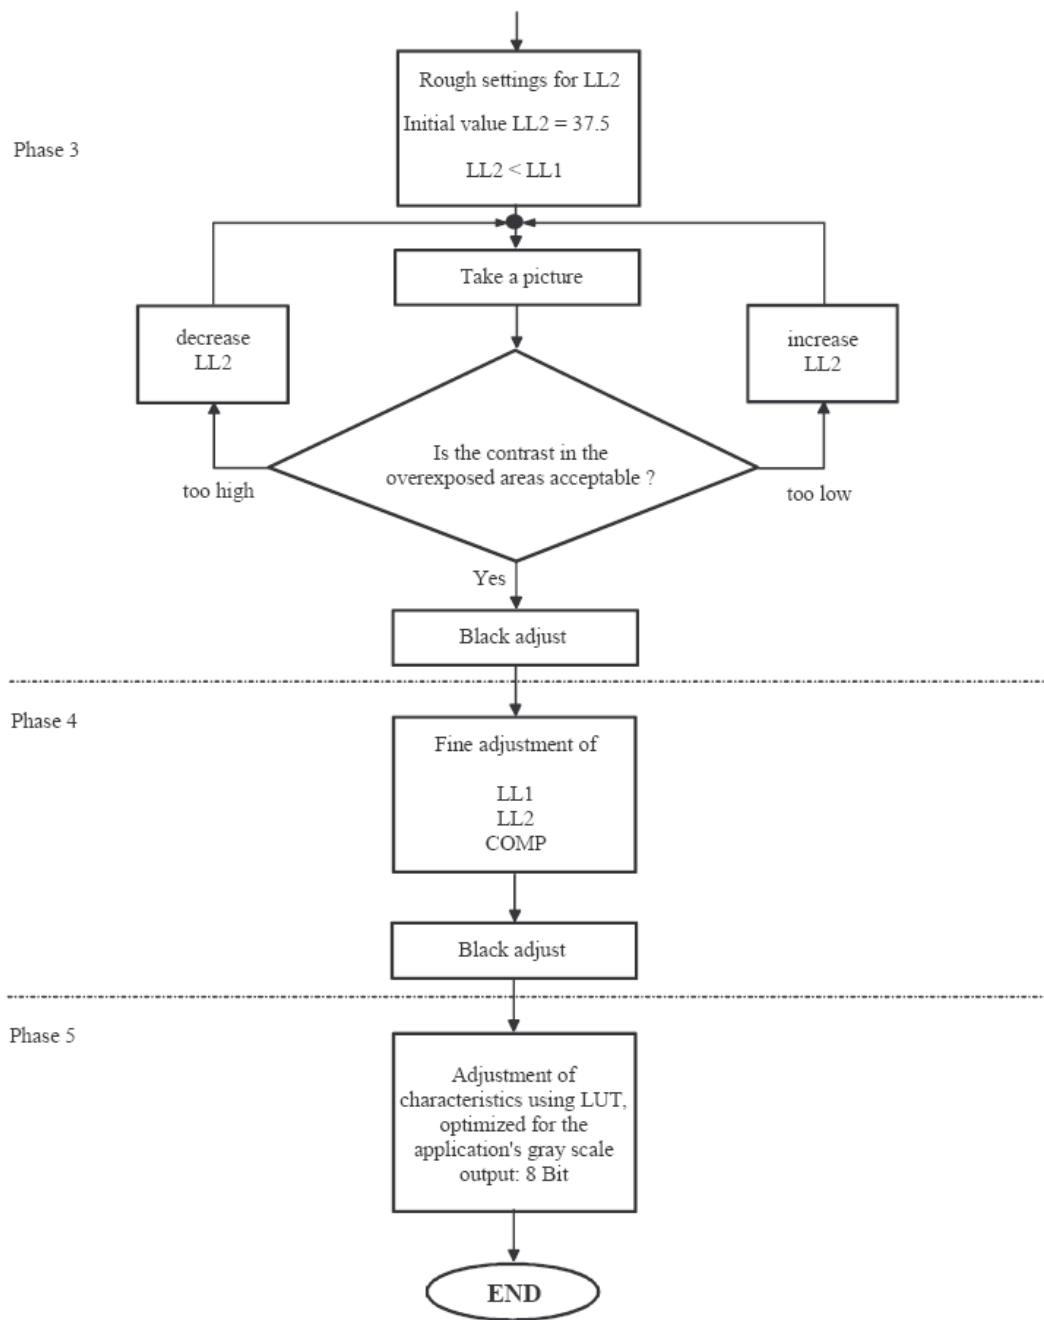 Rough settings for LL2
Initial value LL2 = 37.5
LL2 < LL1
Phase 3
Take a picture
decrease
LL2
increase
LL2
Is the contrast in the
overexposed areas acceptable ?
too high
too low
Yes
Black adjust
Phase 4
Fine adjustment of
LL1
LL2
COMP
Black adjust
Phase 5
Adjustment of
characteristics using LUT,
optimized for the
application's gray scale
output: 8 Bit
END